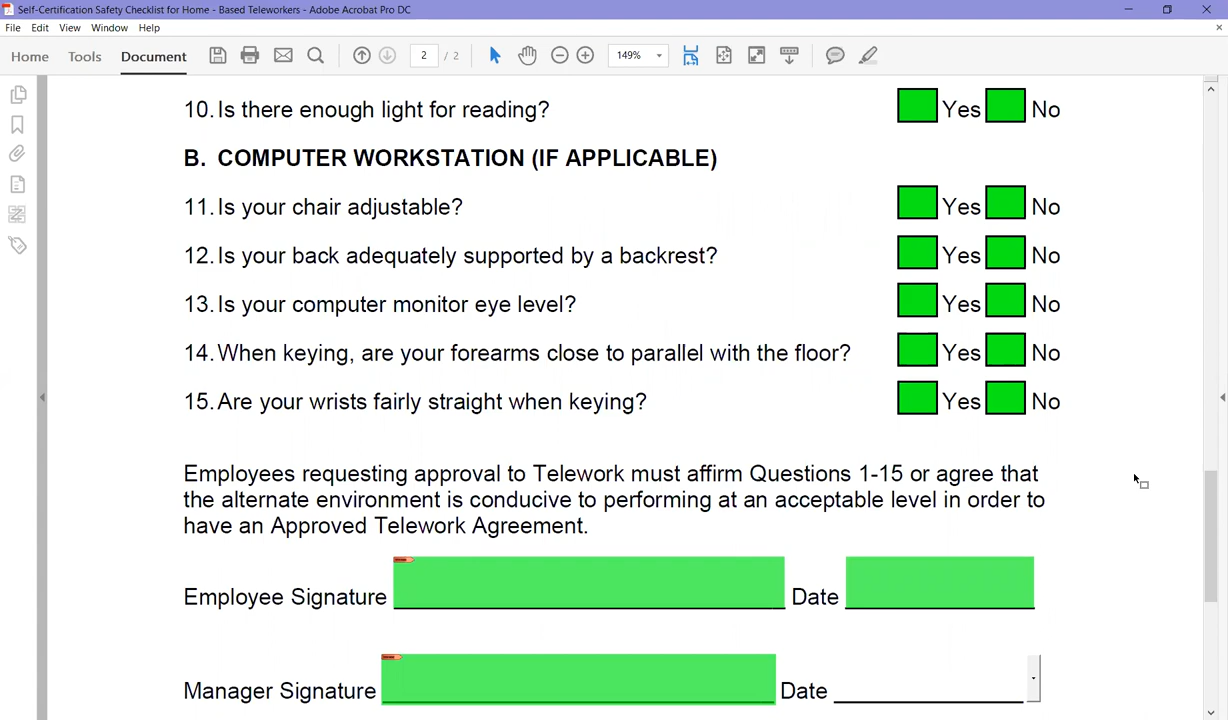 Self-Certification Safety Checklist for Home - Based Teleworkers - Adobe Acrobat Pro DC
File Edit View Window Help
Home Tools Document 2 / 2 149%
10. Is there enough light for reading? Yes No
B. COMPUTER WORKSTATION (IF APPLICABLE)
11. Is your chair adjustable? Yes No
12. Is your back adequately supported by a backrest? Yes No
13. Is your computer monitor eye level? Yes No
14. When keying, are your forearms close to parallel with the floor? Yes No
15. Are your wrists fairly straight when keying? Yes No
Employees requesting approval to Telework must affirm Questions 1-15 or agree that
the alternate environment is conducive to performing at an acceptable level in order to
have an Approved Telework Agreement.
Employee Signature Date
Manager Signature Date